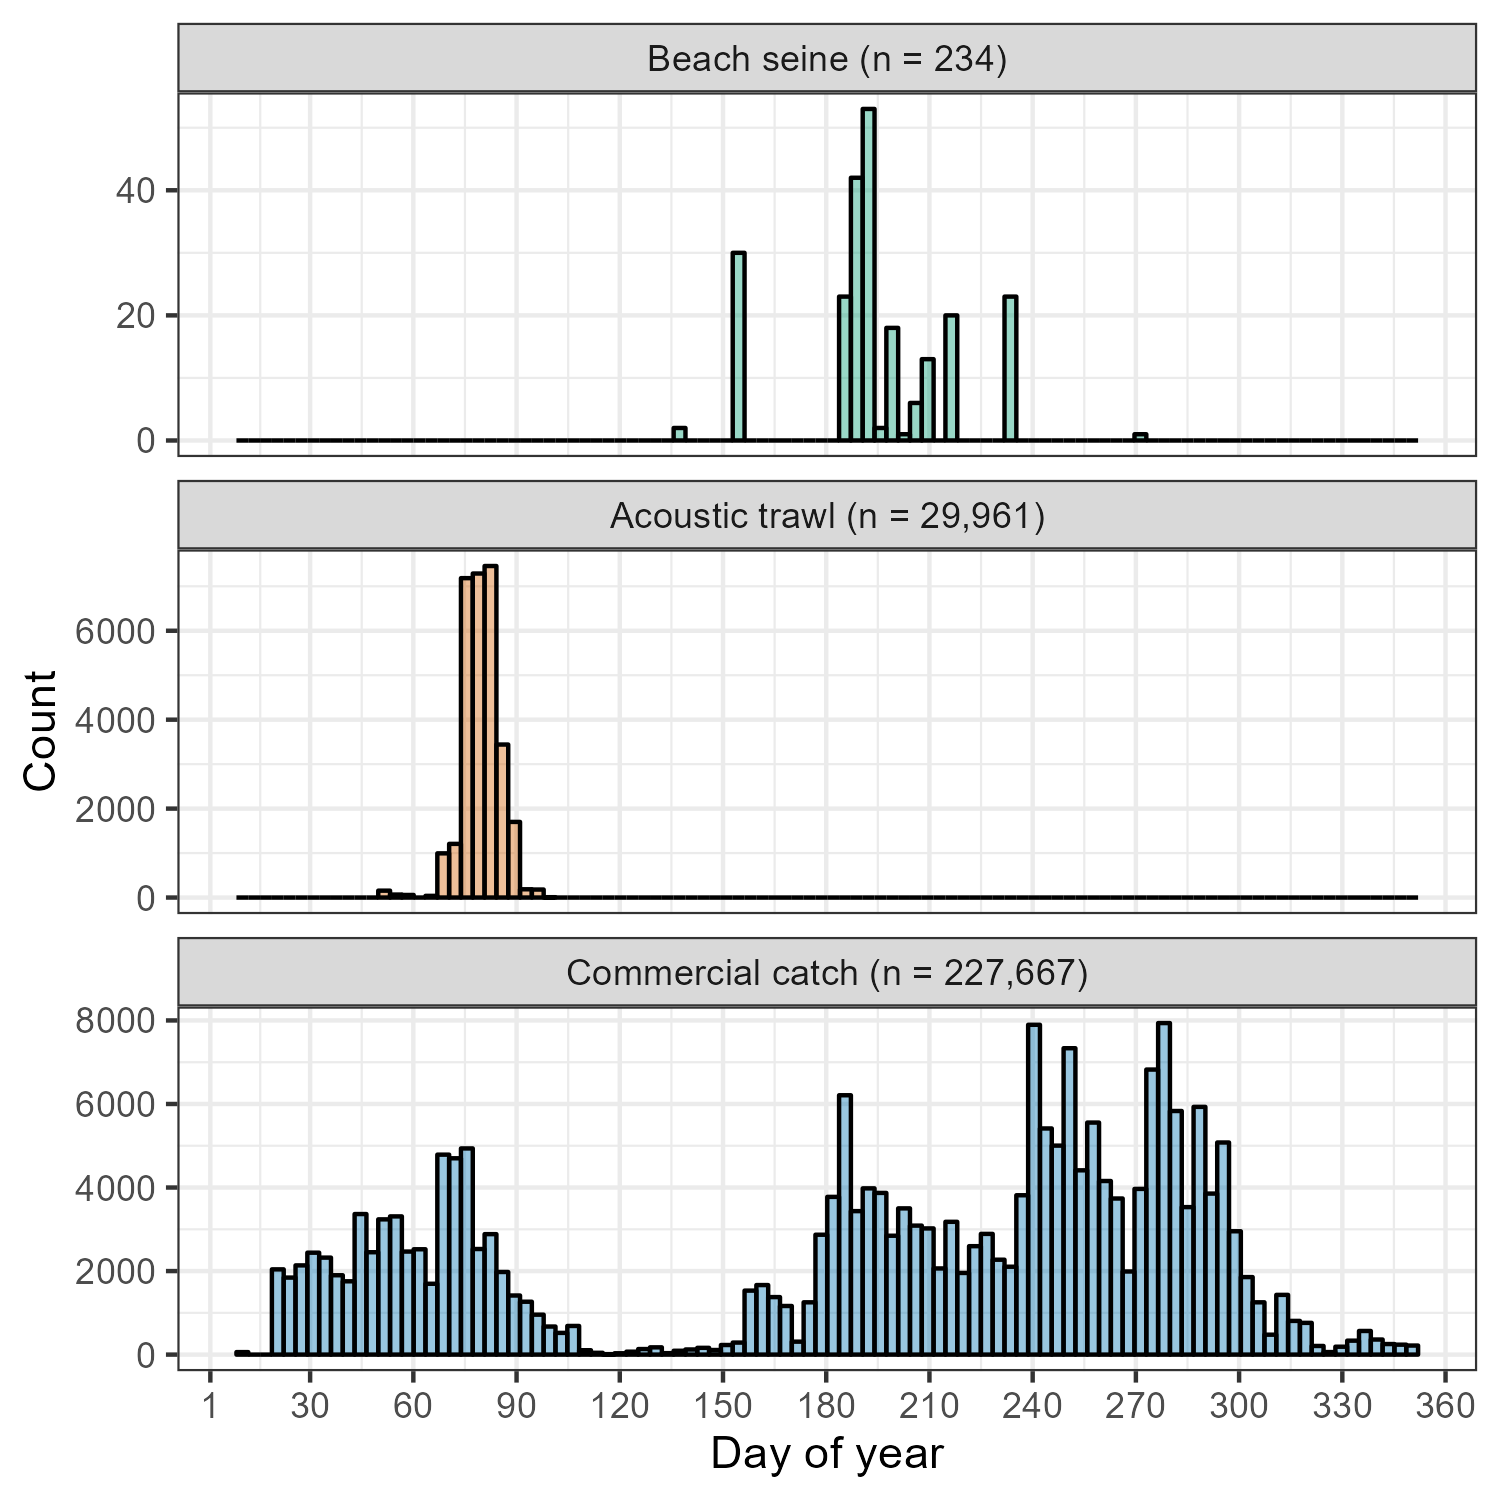 Beach seine (n = 234)
40
20
0
Acoustic trawl (n = 29,961)
6000
4000
2000
0
Count
Commercial catch (n = 227,667)
8000
6000
4000
2000
0
1 30 60 90 120 150 180 210 240 270 300 330 360
Day of year